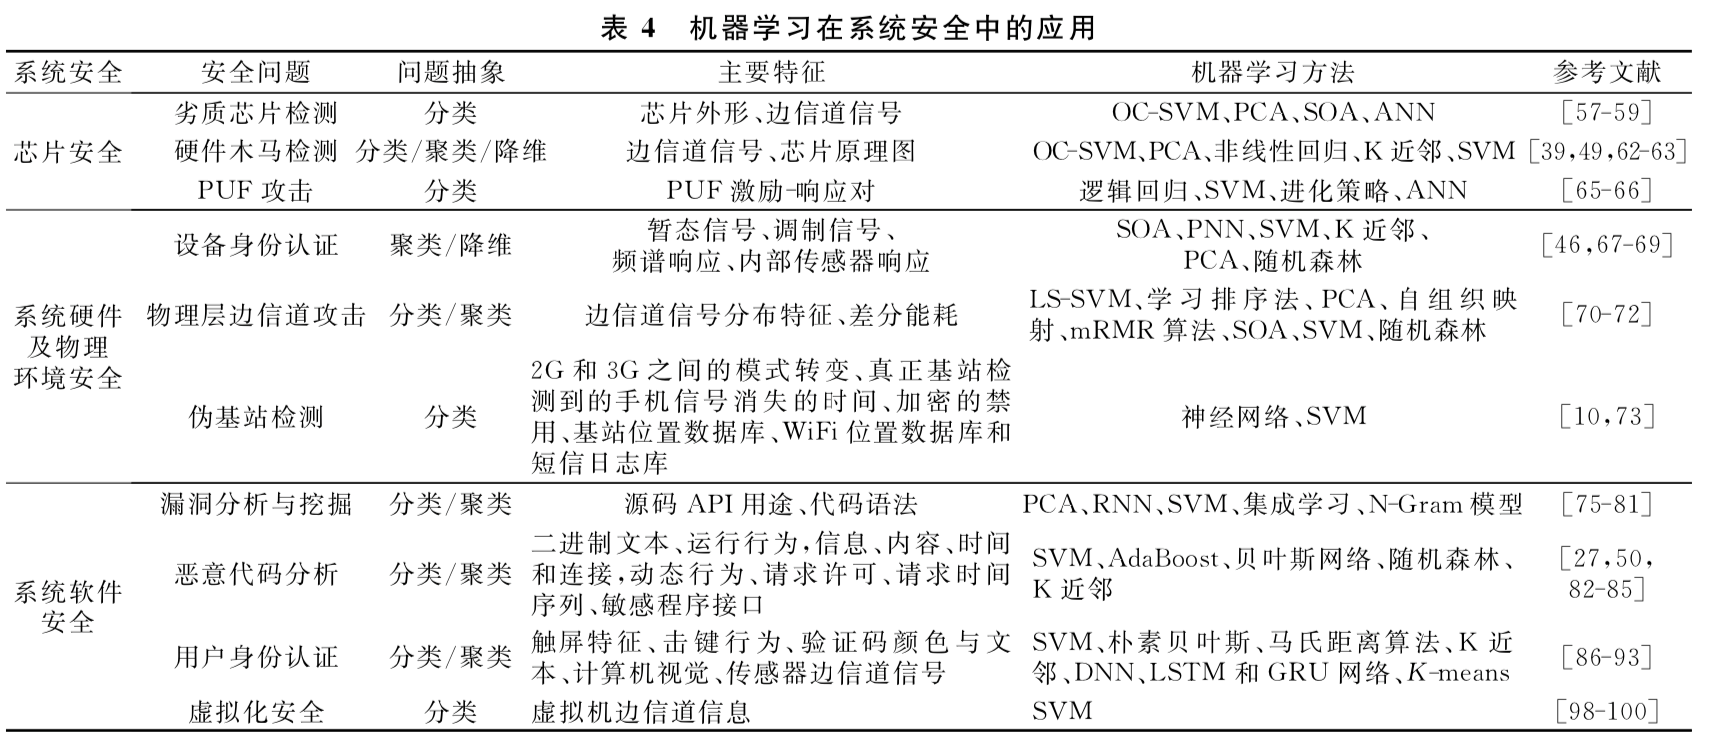 表 4 机器学习在系统安全中的应用
系统安全 安全问题 问题抽象 主要特征 机器学习方法 参考文献
芯片安全
劣质芯片检测 分类 芯片外形、边信道信号 OC-SVM、PCA、SOA、ANN [57-59]
硬件木马检测 分类/聚类/降维 边信道信号、芯片原理图 OC-SVM、PCA、非线性回归、K 近邻、SVM [39,49,62-63]
PUF 攻击 分类 PUF 激励-响应对 逻辑回归、SVM、进化策略、ANN [65-66]
系统硬件
及物理
环境安全
设备身份认证 聚类/降维
暂态信号、调制信号、
频谱响应、内部传感器响应
SOA、PNN、SVM、K 近邻、
PCA、随机森林
[46,67-69]
物理层边信道攻击 分类/聚类 边信道信号分布特征、差分能耗
LS-SVM、学习排序法、PCA、自组织映
射、mRMR 算法、SOA、SVM、随机森林
[70-72]
伪基站检测 分类
2G 和 3G 之间的模式转变、真正基站检
测到的手机信号消失的时间、加密的禁
用、基站位置数据库、WiFi 位置数据库和
短信日志库
神经网络、SVM [10,73]
系统软件
安全
漏洞分析与挖掘 分类/聚类 源码 API 用途、代码语法 PCA、RNN、SVM、集成学习、N-Gram 模型 [75-81]
恶意代码分析 分类/聚类
二进制文本、运行行为,信息、内容、时间
和连接,动态行为、请求许可、请求时间
序列、敏感程序接口
SVM、AdaBoost、贝叶斯网络、随机森林、
K 近邻
[27,50,
82-85]
用户身份认证 分类/聚类
触屏特征、击键行为、验证码颜色与文
本、计算机视觉、传感器边信道信号
SVM、朴素贝叶斯、马氏距离算法、K 近
邻、DNN、LSTM 和 GRU 网络、K-means
[86-93]
虚拟化安全 分类 虚拟机边信道信息 SVM [98-100]